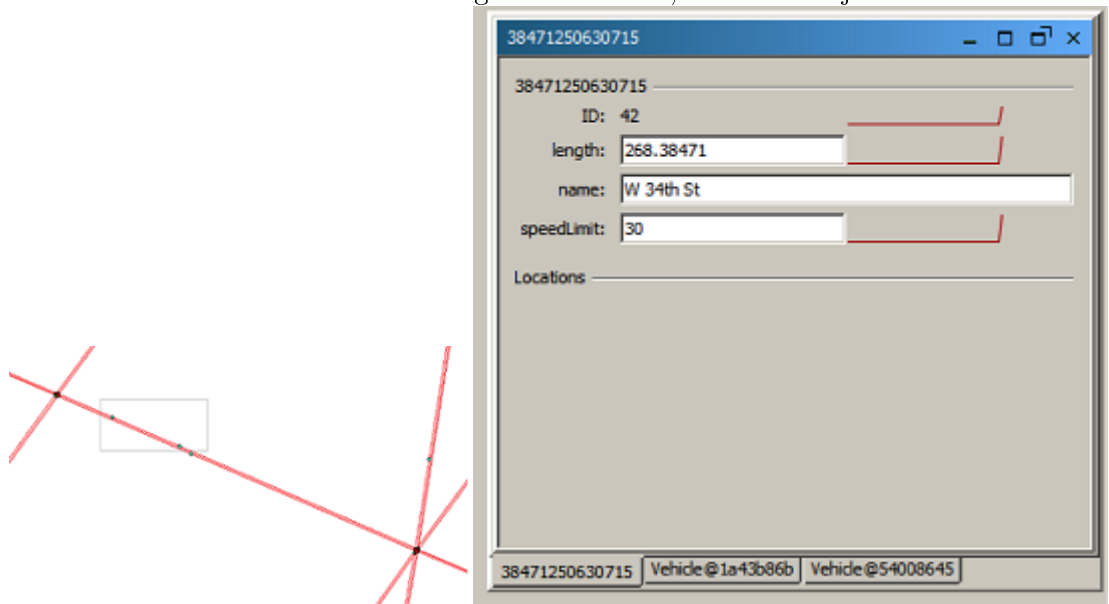 38471250630715
38471250630715
ID: 42
length: 268.38471
name: W 34th St
speedLimit: 30
Locations
38471250630715 Vehicle@1a43b86b Vehicle@54008645